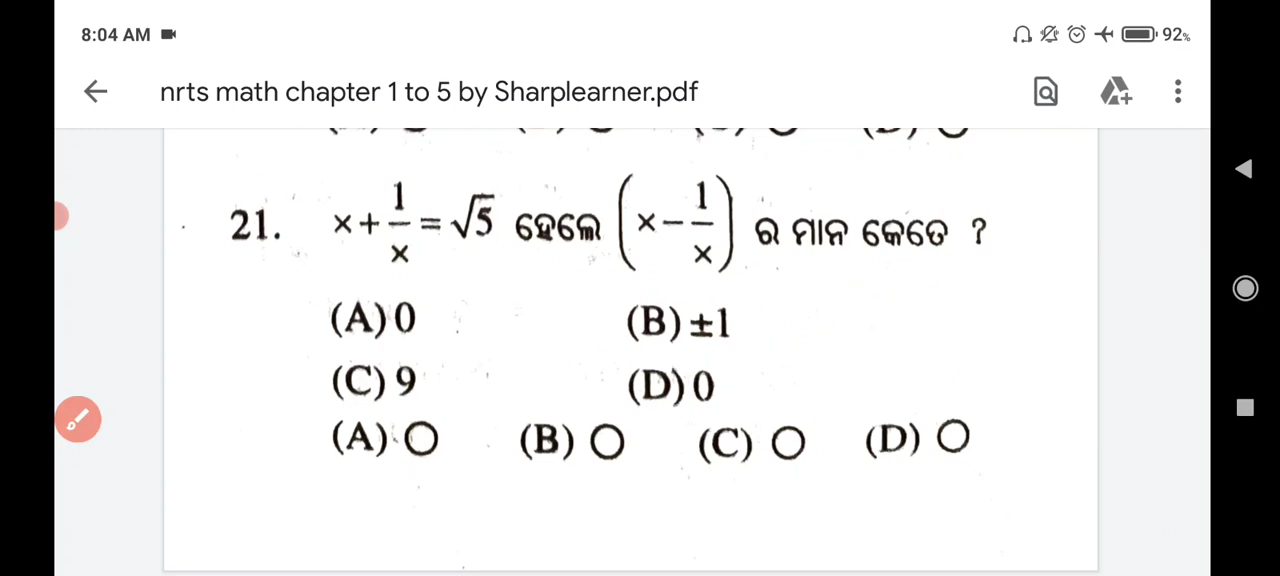 8:04 AM
92%
nrts math chapter 1 to 5 by Sharplearner.pdf
21. x + 1/x = √5 ହେଲେ (x − 1/x) ର ମାନ କେତେ ?
(A) 0 (B) ±1
(C) 9 (D) 0
(A) O (B) O (C) O (D) O